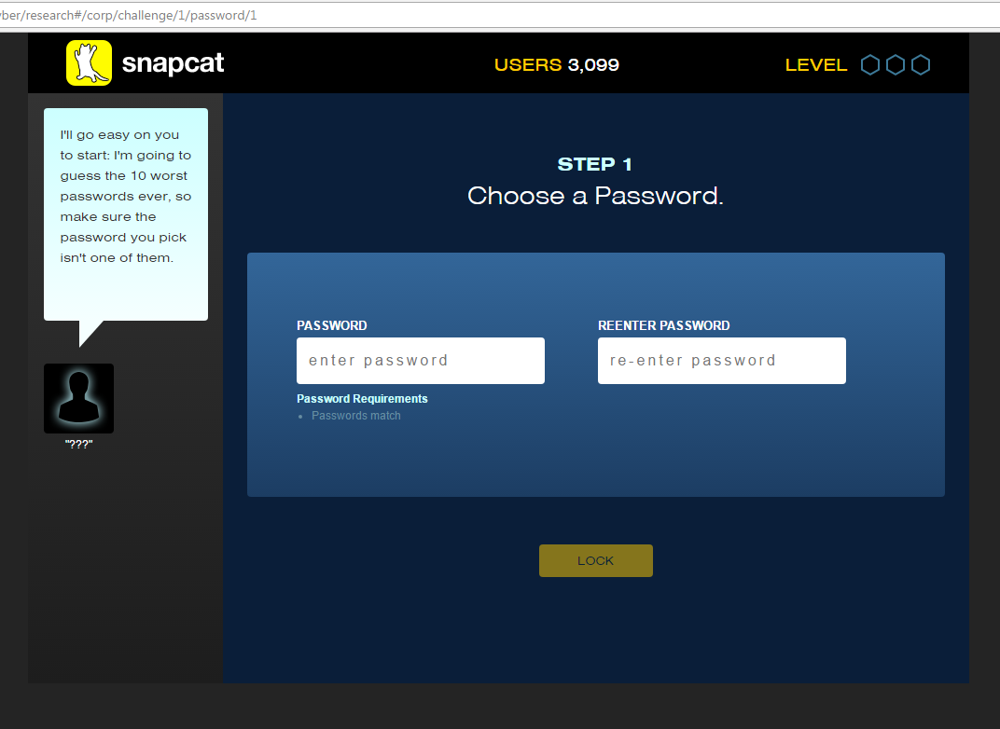 yber/research#/corp/challenge/1/password/1
snapcat
USERS 3,099
LEVEL
I'll go easy on you
to start: I'm going to
guess the 10 worst
passwords ever, so
make sure the
password you pick
isn't one of them.
"???"
STEP 1
Choose a Password.
PASSWORD
enter password
REENTER PASSWORD
re-enter password
Password Requirements
Passwords match
LOCK